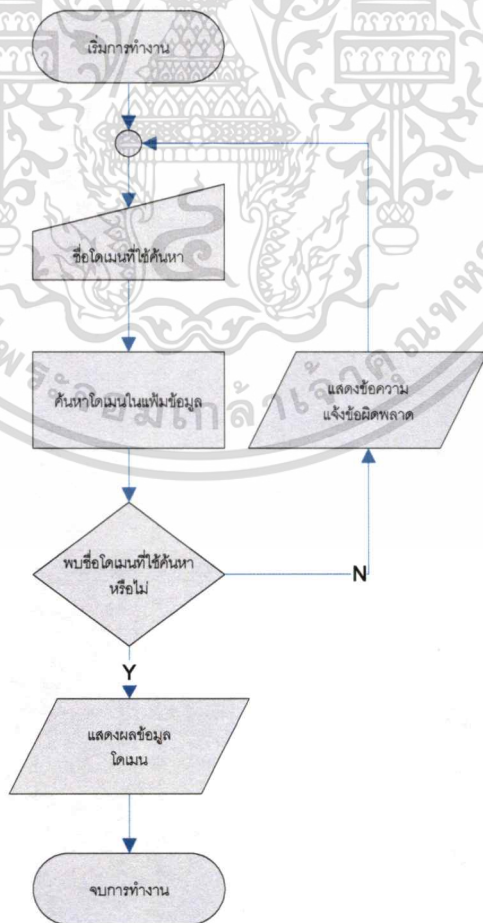 เริ่มการทำงาน
ชื่อโดเมนที่ใช้ค้นหา
ค้นหาโดเมนในแฟ้มข้อมูล
แสดงข้อความ
แจ้งข้อผิดพลาด
พบชื่อโดเมนที่ใช้ค้นหา
หรือไม่
N
Y
แสดงผลข้อมูล
โดเมน
จบการทำงาน